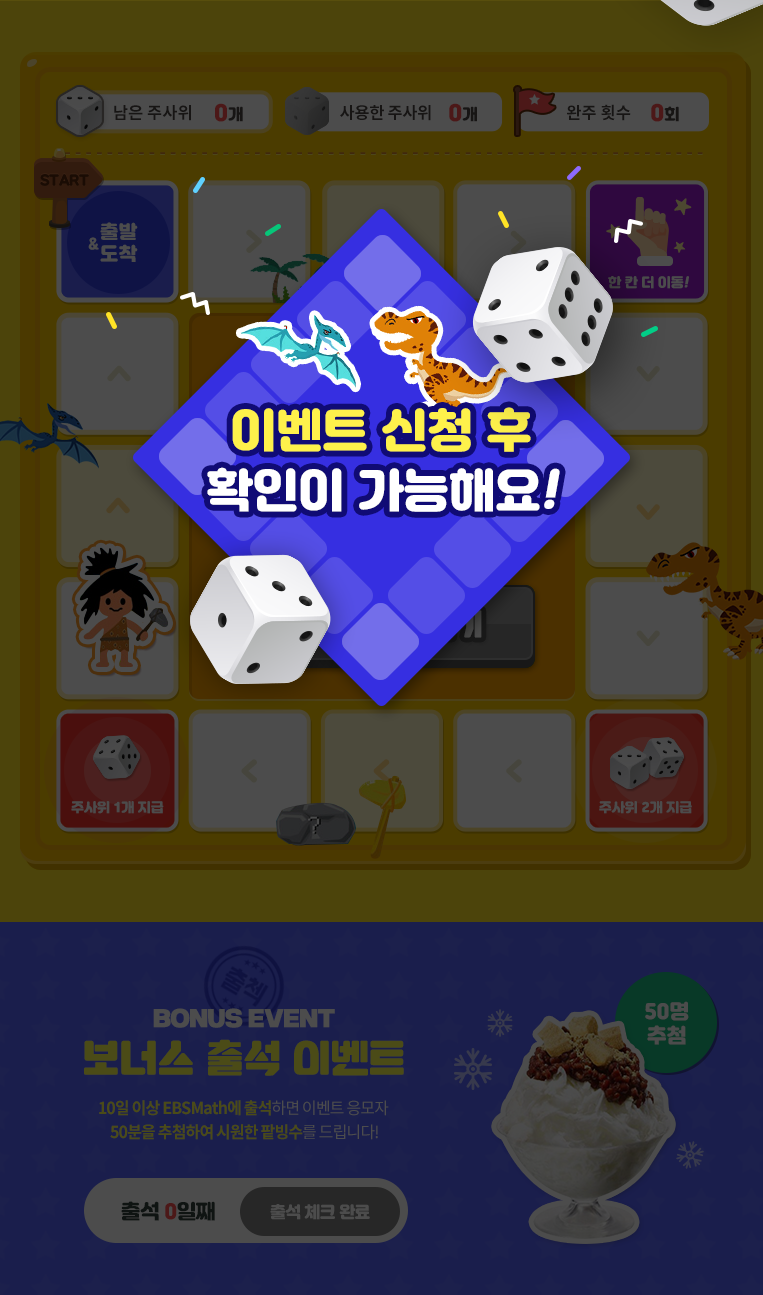 남은 주사위 0개
사용한 주사위 0개
완주 횟수 0회
START
출발
&도착
한 칸 더 이동!
이벤트 신청 후
확인이 가능해요!
주사위 1개 지급
?
주사위 2개 지급
출첵
BONUS EVENT
보너스 출석 이벤트
10일 이상 EBSMath에 출석하면 이벤트 응모자
50분을 추첨하여 시원한 팥빙수를 드립니다!
50명
추첨
출석 0일째
출석 체크 완료